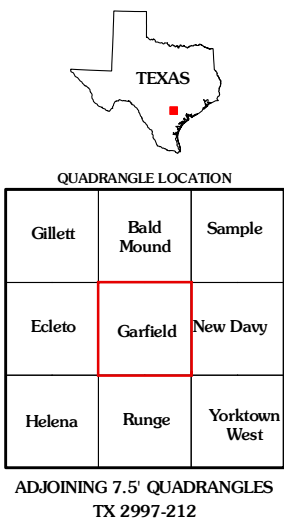 TEXAS
QUADRANGLE LOCATION
Gillett
Bald
Mound
Sample
Ecleto
Garfield
New Davy
Helena
Runge
Yorktown
West
ADJOINING 7.5' QUADRANGLES
TX 2997-212